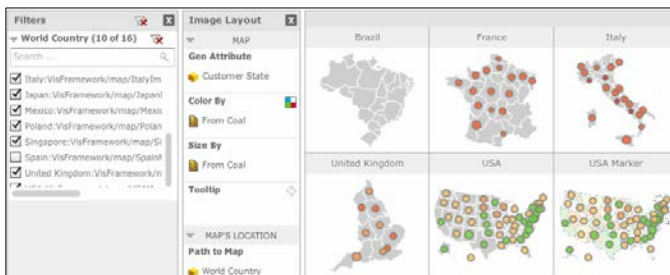 Filters
World Country (10 of 16)
Search ...
Italy:VisFramework/map/ItalyIm
Japan:VisFramework/map/JapanI
Mexico:VisFramework/map/Mexic
Poland:VisFramework/map/Polan
Singapore:VisFramework/map/Si
Spain:VisFramework/map/SpainM
United Kingdom:VisFramework/m
Image Layout
MAP
Geo Attribute
Customer State
Color By
From Coal
Size By
From Coal
Tooltip
MAP'S LOCATION
Path to Map
World Country
Brazil
France
Italy
United Kingdom
USA
USA Marker